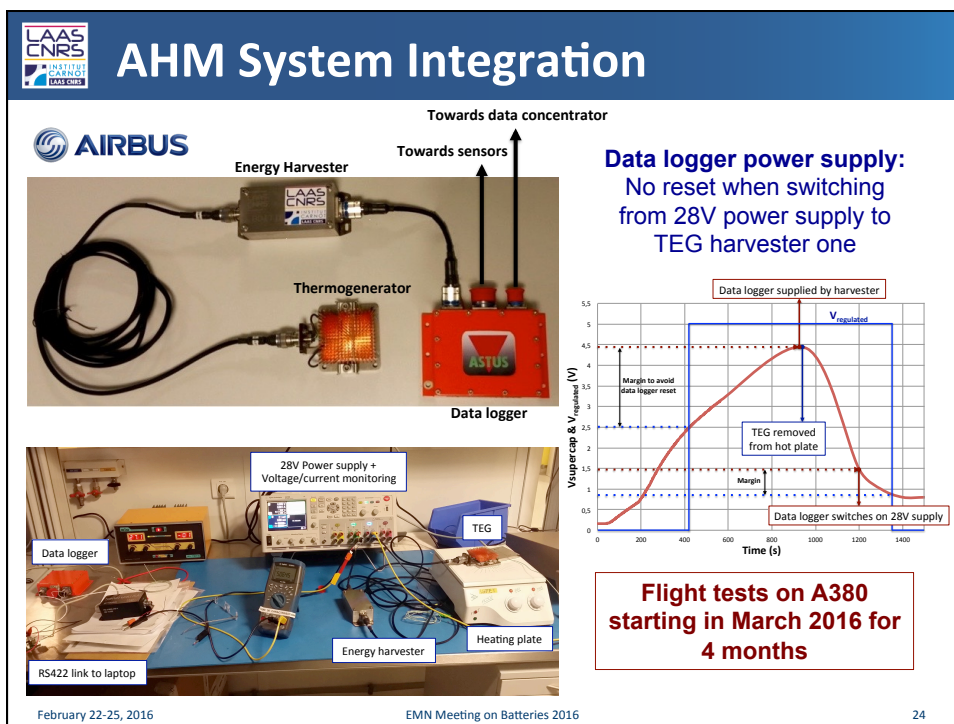 LAAS
CNRS
INSTITUT
CARNOT
LAAS CNRS
AHM System Integration
AIRBUS
Towards data concentrator
Towards sensors
Energy Harvester
LAAS
CNRS
Thermogenerator
ASTUS
Data logger
Data logger power supply:
No reset when switching
from 28V power supply to
TEG harvester one
Data logger supplied by harvester
Vregulated
Vsupercap & Vregulated (V)
5,5
5
4,5
4
3,5
3
2,5
2
1,5
1
0,5
0
Margin to avoid
data logger reset
TEG removed
from hot plate
Margin
Data logger switches on 28V supply
0
200
400
600
800
1000
1200
1400
Time (s)
28V Power supply +
Voltage/current monitoring
TEG
Data logger
Heating plate
Energy harvester
RS422 link to laptop
Flight tests on A380
starting in March 2016 for
4 months
February 22-25, 2016
EMN Meeting on Batteries 2016
24